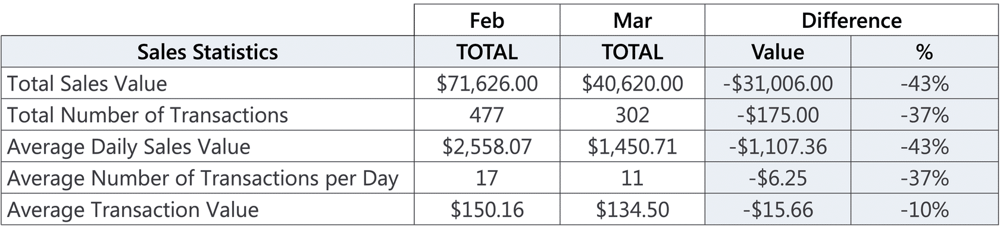 Feb Mar Difference
Sales Statistics TOTAL TOTAL Value %
Total Sales Value $71,626.00 $40,620.00 -$31,006.00 -43%
Total Number of Transactions 477 302 -$175.00 -37%
Average Daily Sales Value $2,558.07 $1,450.71 -$1,107.36 -43%
Average Number of Transactions per Day 17 11 -$6.25 -37%
Average Transaction Value $150.16 $134.50 -$15.66 -10%